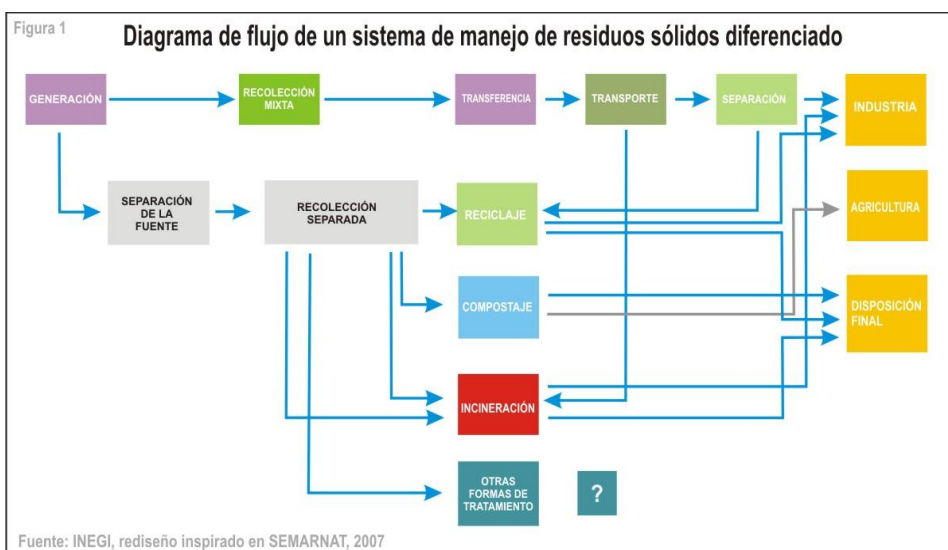 Figura 1
Diagrama de flujo de un sistema de manejo de residuos sólidos diferenciado
GENERACIÓN
RECOLECCIÓN
MIXTA
TRANSFERENCIA
TRANSPORTE
SEPARACIÓN
INDUSTRIA
SEPARACIÓN
DE LA
FUENTE
RECOLECCIÓN
SEPARADA
RECICLAJE
AGRICULTURA
COMPOSTAJE
DISPOSICIÓN
FINAL
INCINERACIÓN
OTRAS
FORMAS DE
TRATAMIENTO
?
Fuente: INEGI, rediseño inspirado en SEMARNAT, 2007